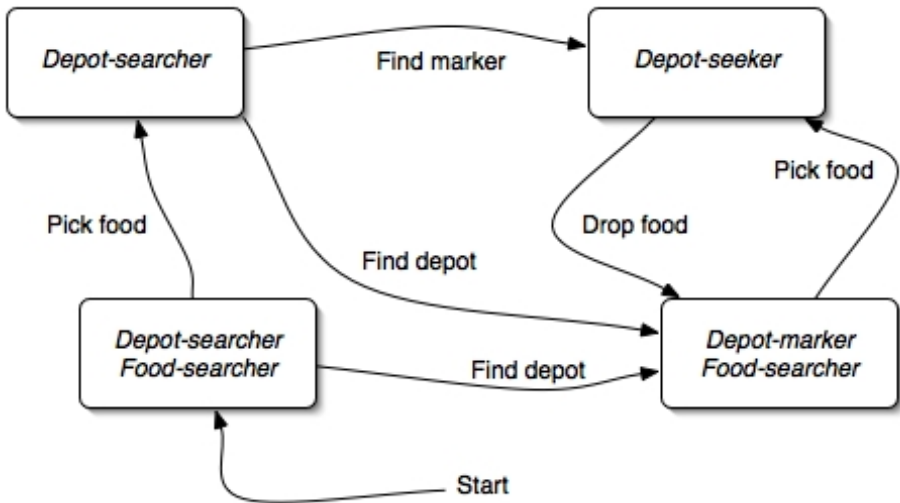 Depot-searcher
Find marker
Depot-seeker
Pick food
Pick food
Drop food
Find depot
Depot-searcher
Food-searcher
Find depot
Depot-marker
Food-searcher
Start